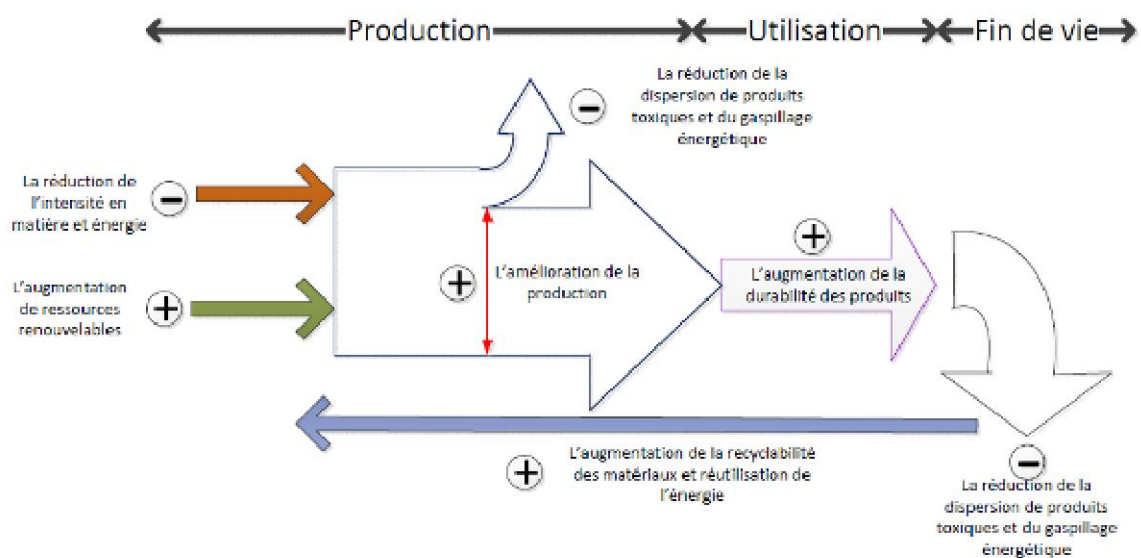 Production
Utilisation
Fin de vie
La réduction de la
dispersion de produits
toxiques et du gaspillage
énergétique
−
La réduction de
l'intensité en
matière et énergie
−
+
L'amélioration de la
production
+
L'augmentation de la
durabilité des produits
L'augmentation
de ressources
renouvelables
+
+
L'augmentation de la recyclabilité
des matériaux et réutilisation de
l'énergie
−
La réduction de la
dispersion de produits
toxiques et du gaspillage
énergétique